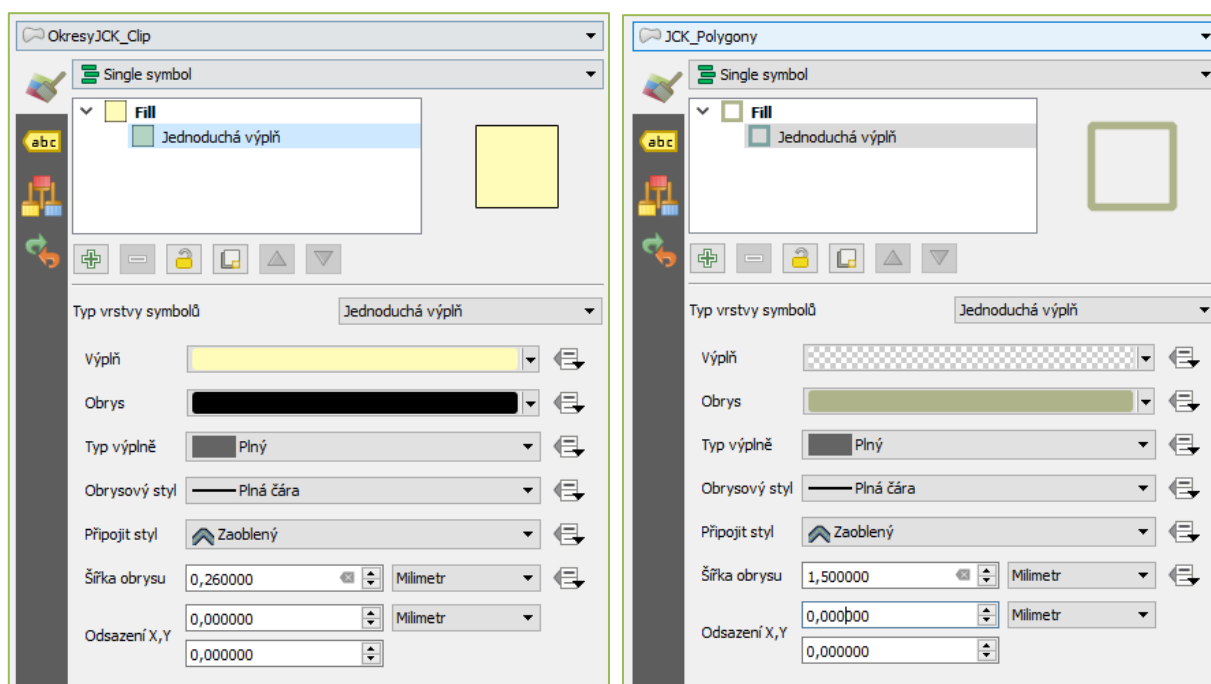 OkresyJCK_Clip
Single symbol
Fill
Jednoduchá výplň
abc
Typ vrstvy symbolů Jednoduchá výplň
Výplň
Obrys
Typ výplně Plný
Obrysový styl Plná čára
Připojit styl Zaoblený
Šířka obrysu 0,260000 Milimetr
Odsazení X,Y 0,000000 Milimetr
0,000000
JCK_Polygony
Single symbol
Fill
Jednoduchá výplň
abc
Typ vrstvy symbolů Jednoduchá výplň
Výplň
Obrys
Typ výplně Plný
Obrysový styl Plná čára
Připojit styl Zaoblený
Šířka obrysu 1,500000 Milimetr
Odsazení X,Y 0,000000 Milimetr
0,000000